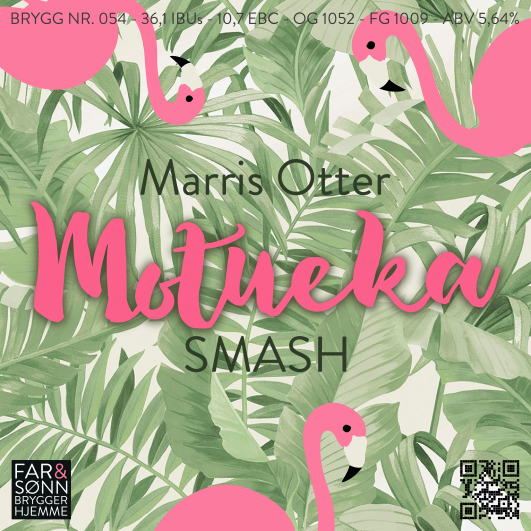 BRYGG NR. 054 - 36,1 IBUs - 10,7 EBC - OG 1052 - FG 1009 - ABV 5,64%
Marris Otter
Motueka
SMASH
FAR&
SØNN
BRYGGER
HJEMME